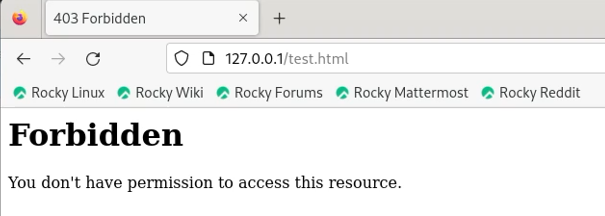 403 Forbidden
127.0.0.1/test.html
Rocky Linux Rocky Wiki Rocky Forums Rocky Mattermost Rocky Reddit
Forbidden
You don't have permission to access this resource.